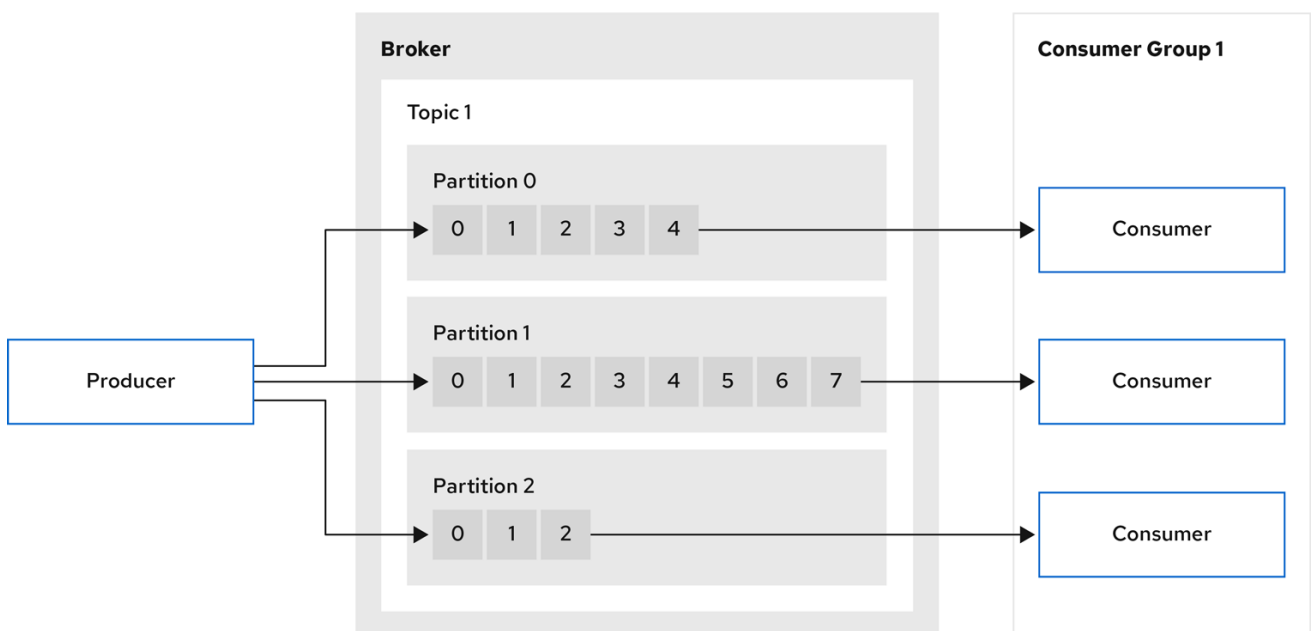 Broker
Consumer Group 1
Topic 1
Partition 0
0 1 2 3 4
Consumer
Partition 1
Producer
0 1 2 3 4 5 6 7
Consumer
Partition 2
0 1 2
Consumer